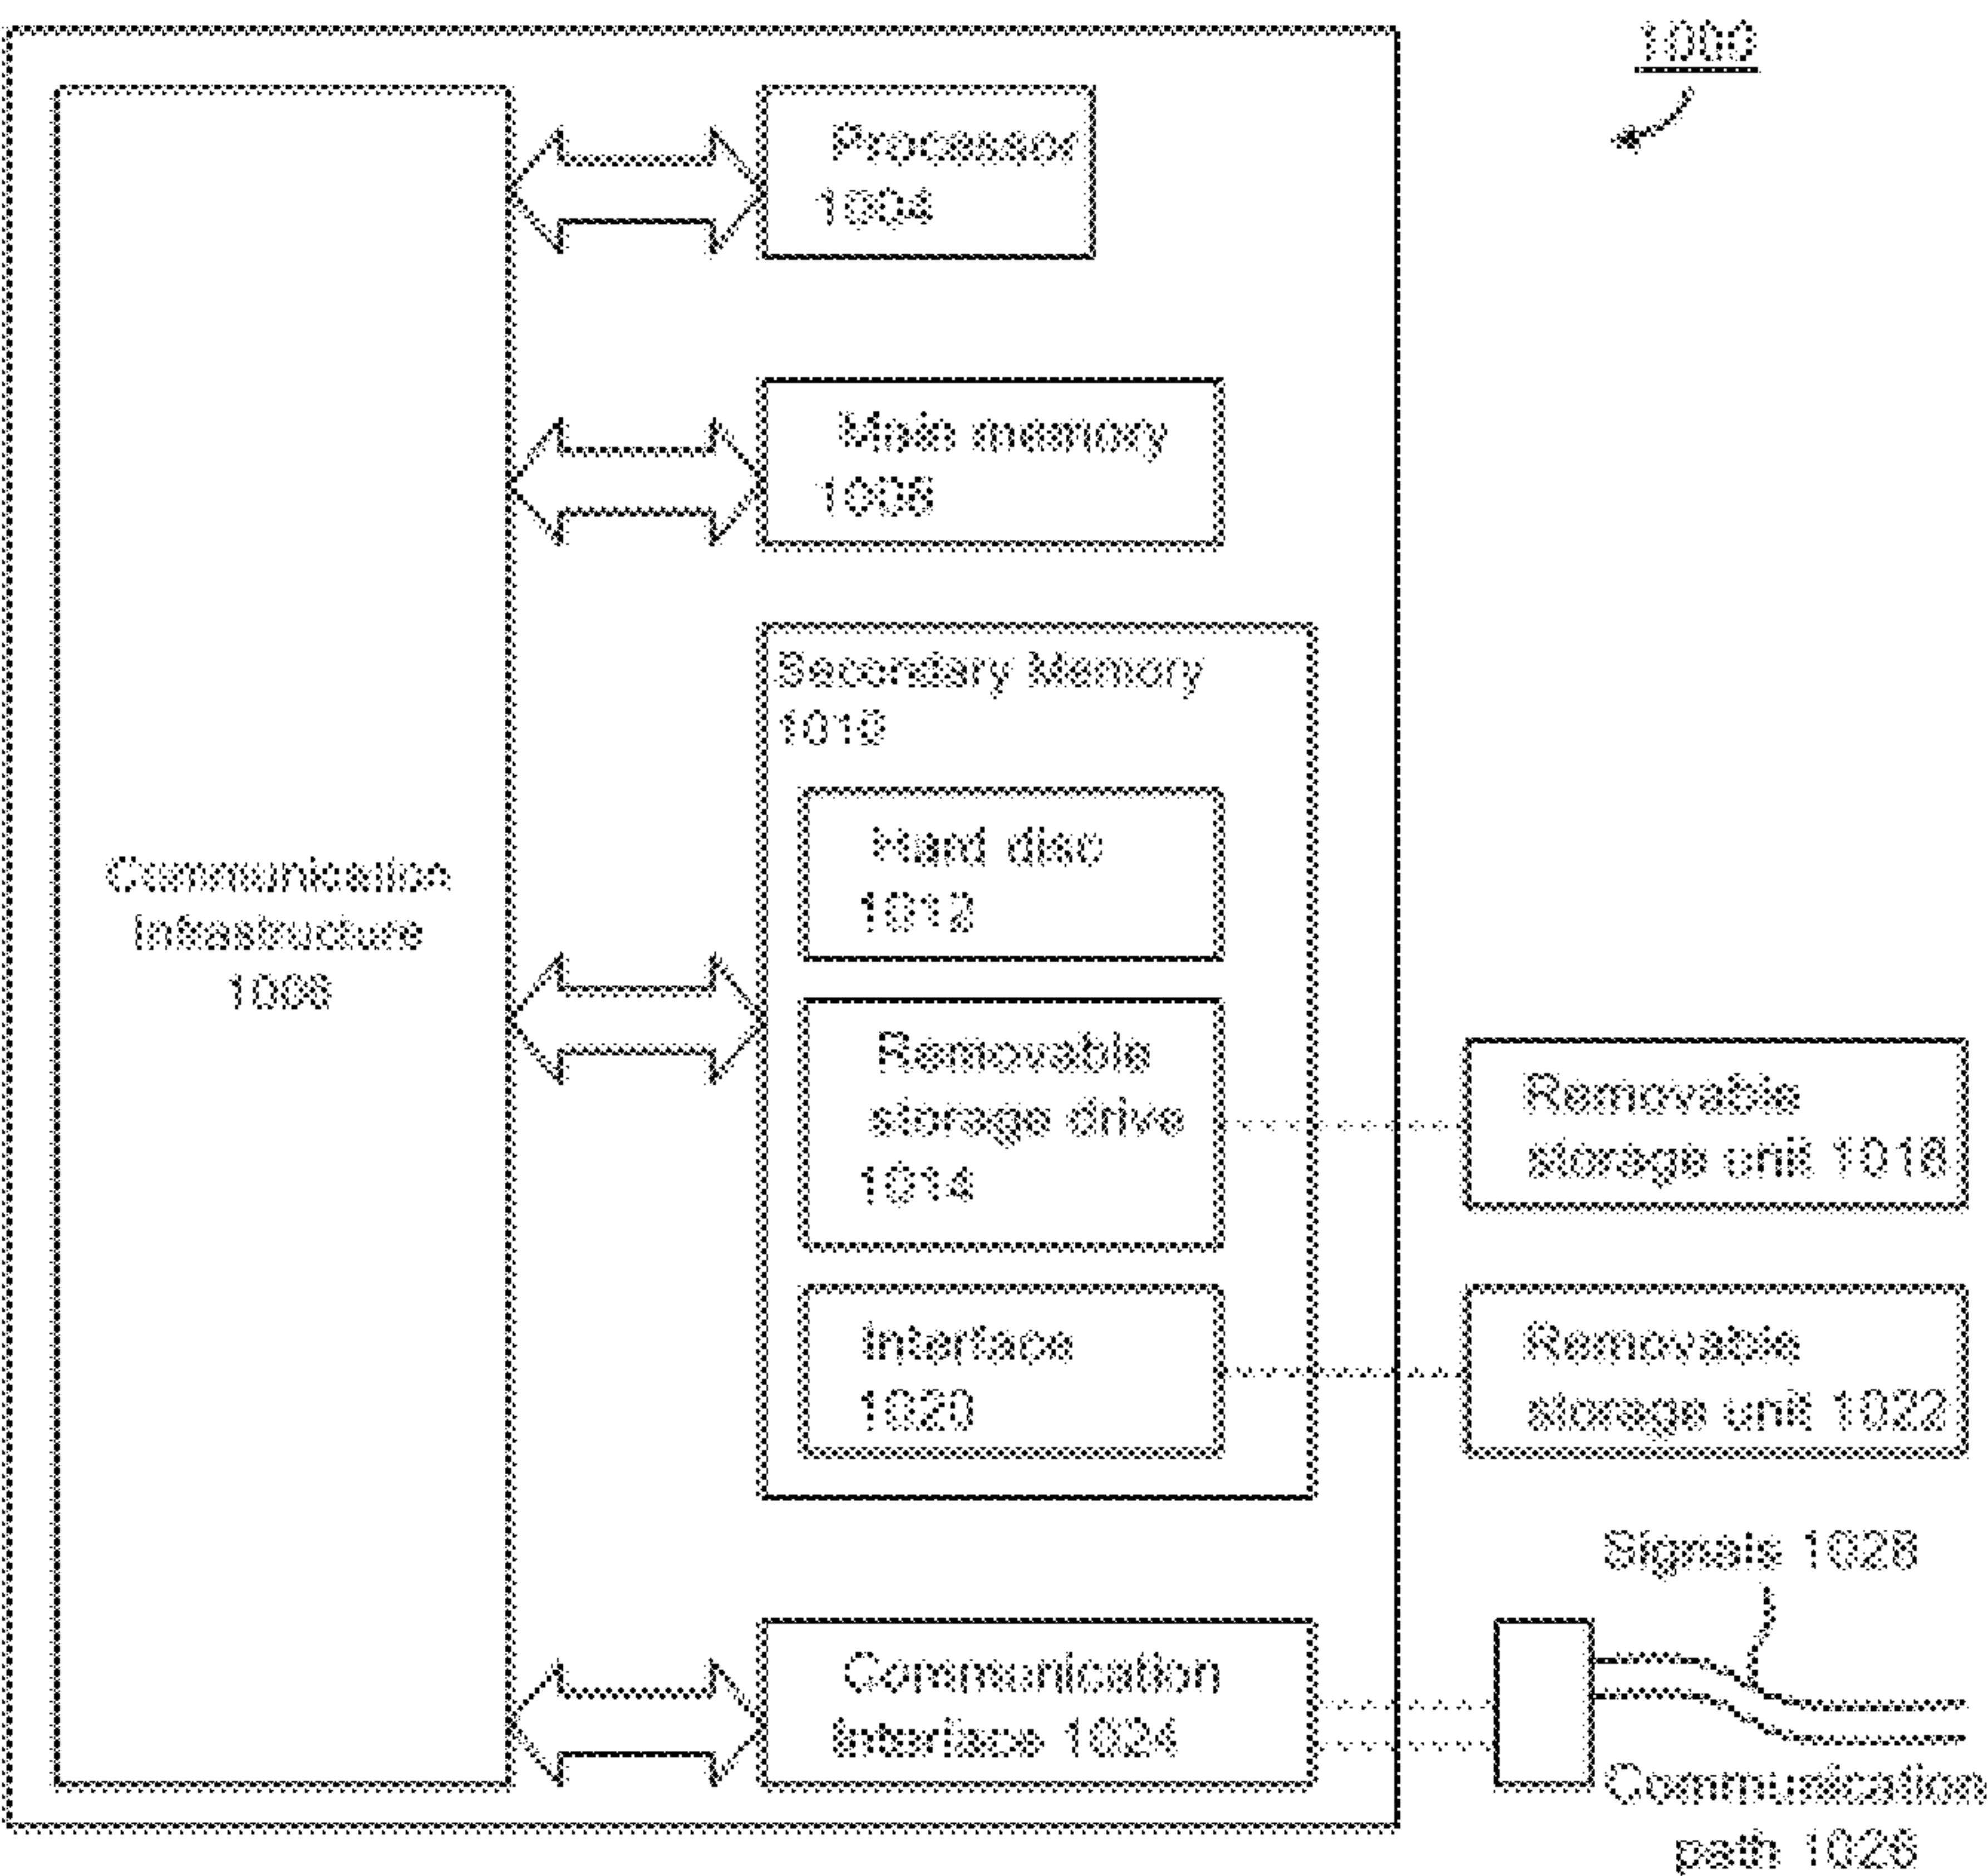 1000
Processor
1004
Main memory
1008
Secondary Memory
1010
Hard disc
1012
Communication
Infrastructure
1006
Removable
storage drive
1014
Removable
storage unit 1018
Interface
1020
Removable
storage unit 1022
Signals 1028
Communication
Interface 1024
Communication
path 1026